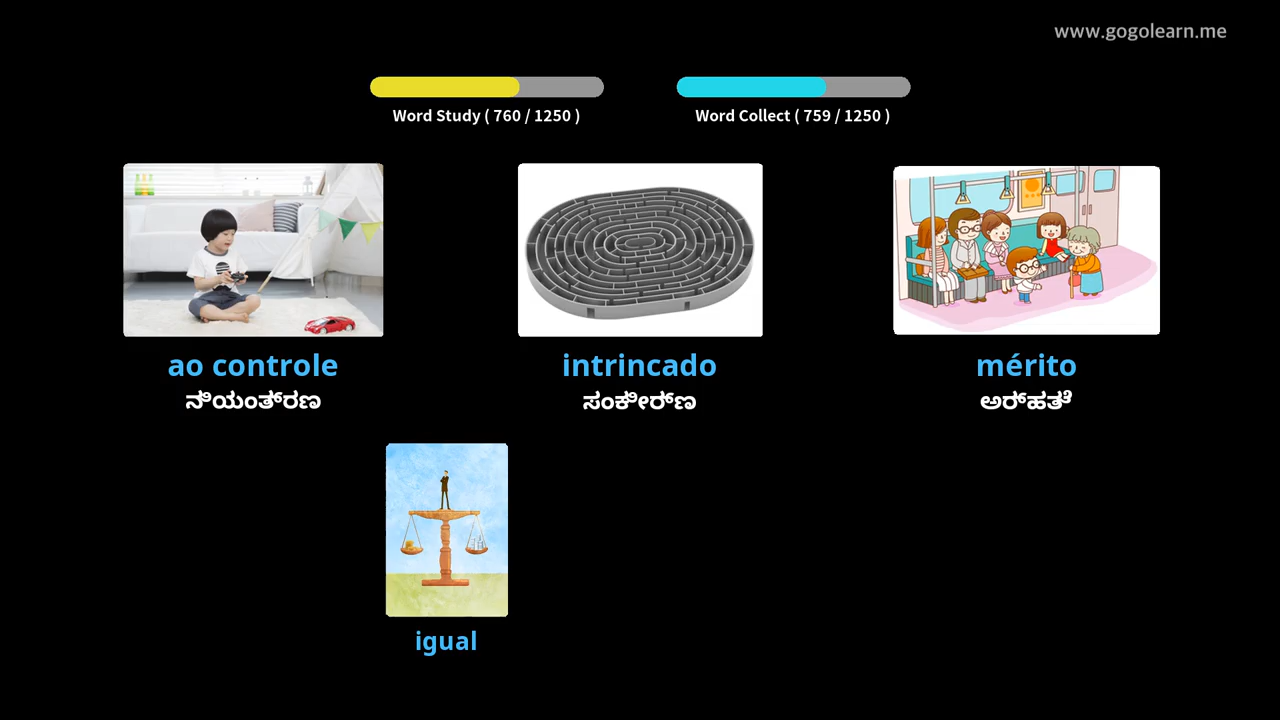 www.gogolearn.me
Word Study ( 760 / 1250 )
Word Collect ( 759 / 1250 )
ao controle
ನಿಯಂತ್ರಣ
intrincado
ಸಂಕೀರ್ಣ
mérito
ಅರ್ಹತೆ
igual